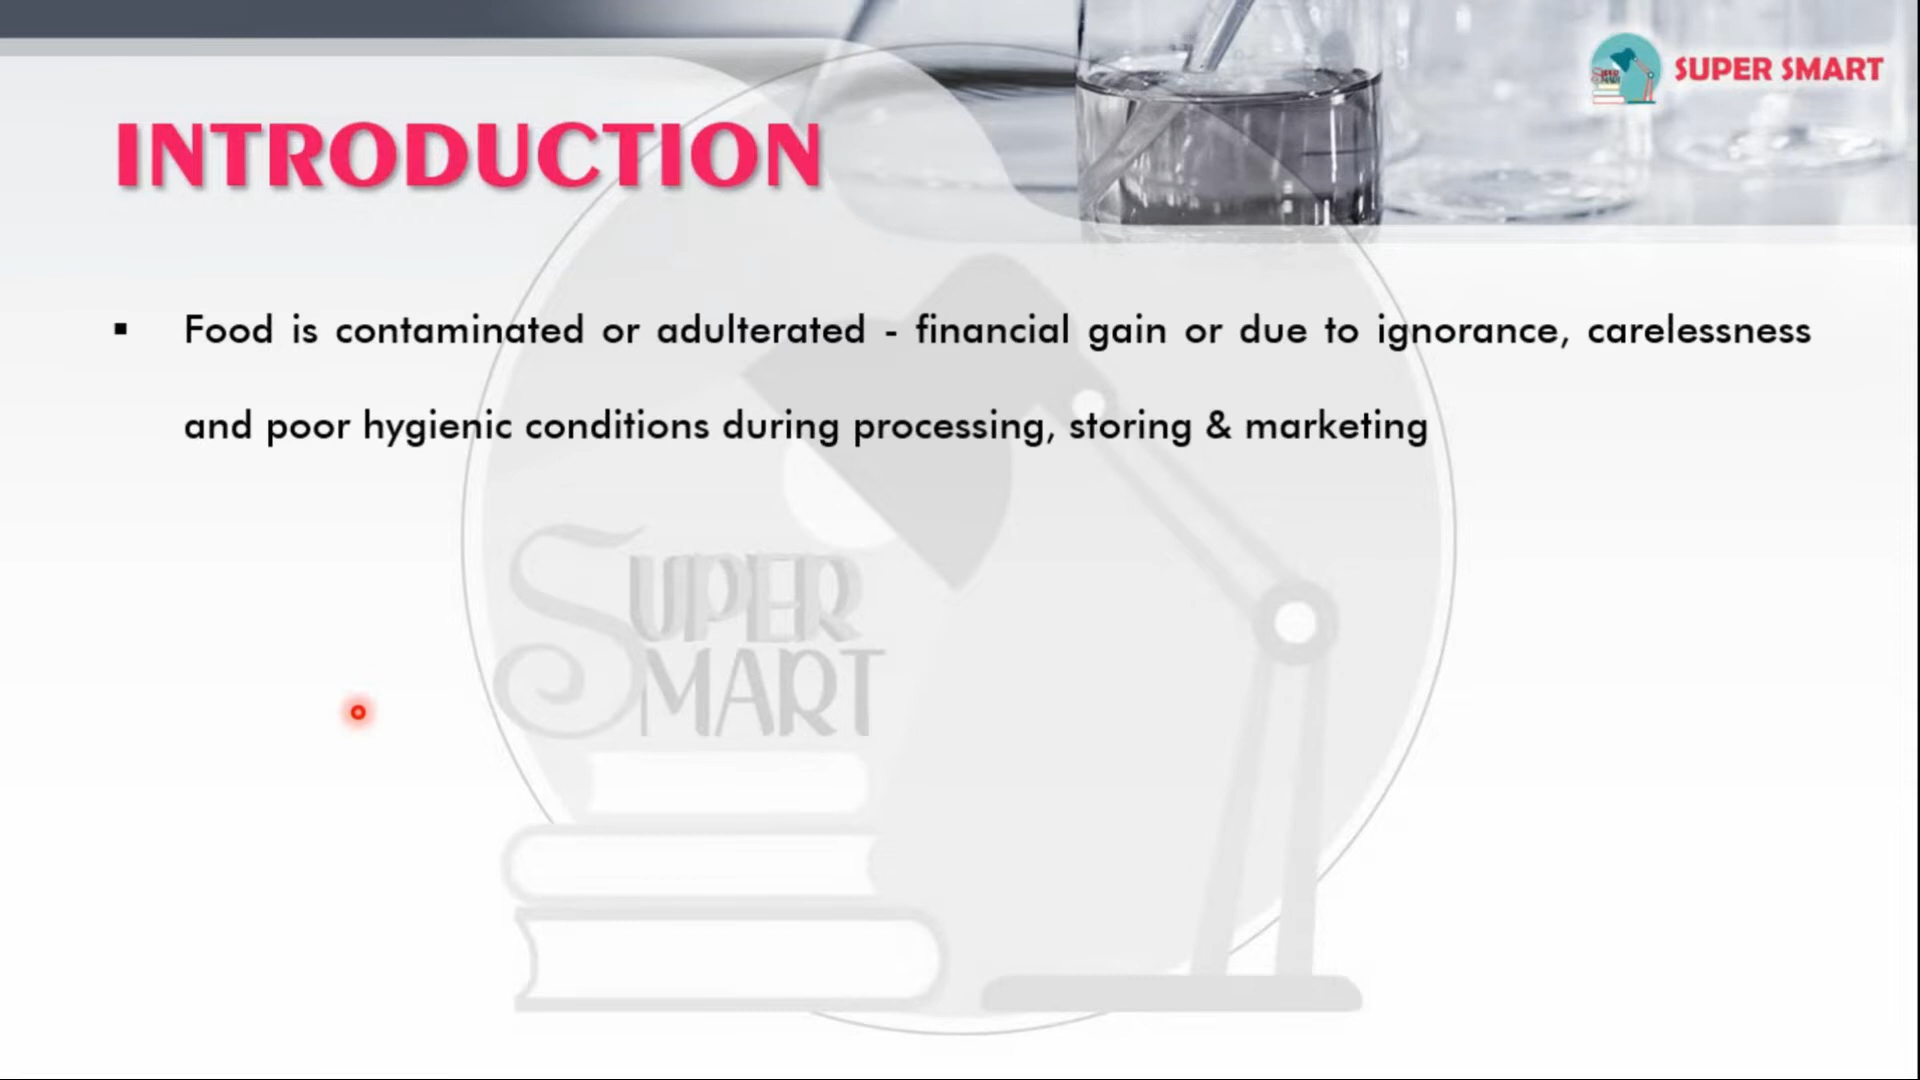 SUPER SMART
INTRODUCTION
▪ Food is contaminated or adulterated - financial gain or due to ignorance, carelessness
and poor hygienic conditions during processing, storing & marketing
SUPER
SMART